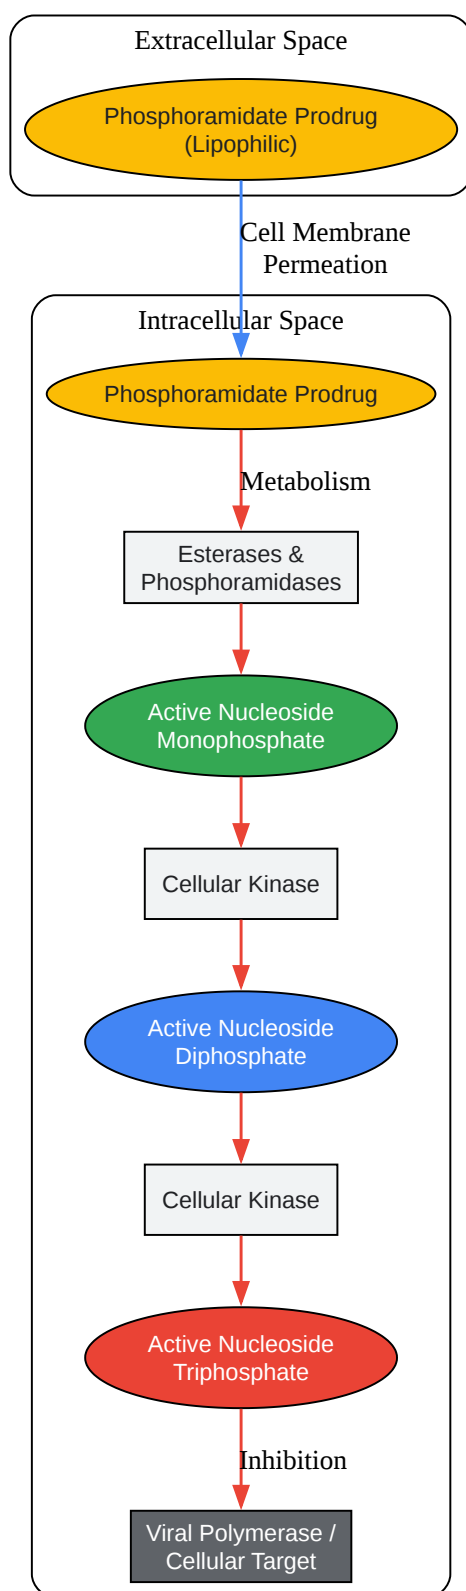 Extracellular Space
Phosphoramidate Prodrug
(Lipophilic)
Cell Membrane
Permeation
Intracellular Space
Phosphoramidate Prodrug
Metabolism
Esterases &
Phosphoramidases
Active Nucleoside
Monophosphate
Cellular Kinase
Active Nucleoside
Diphosphate
Cellular Kinase
Active Nucleoside
Triphosphate
Inhibition
Viral Polymerase /
Cellular Target